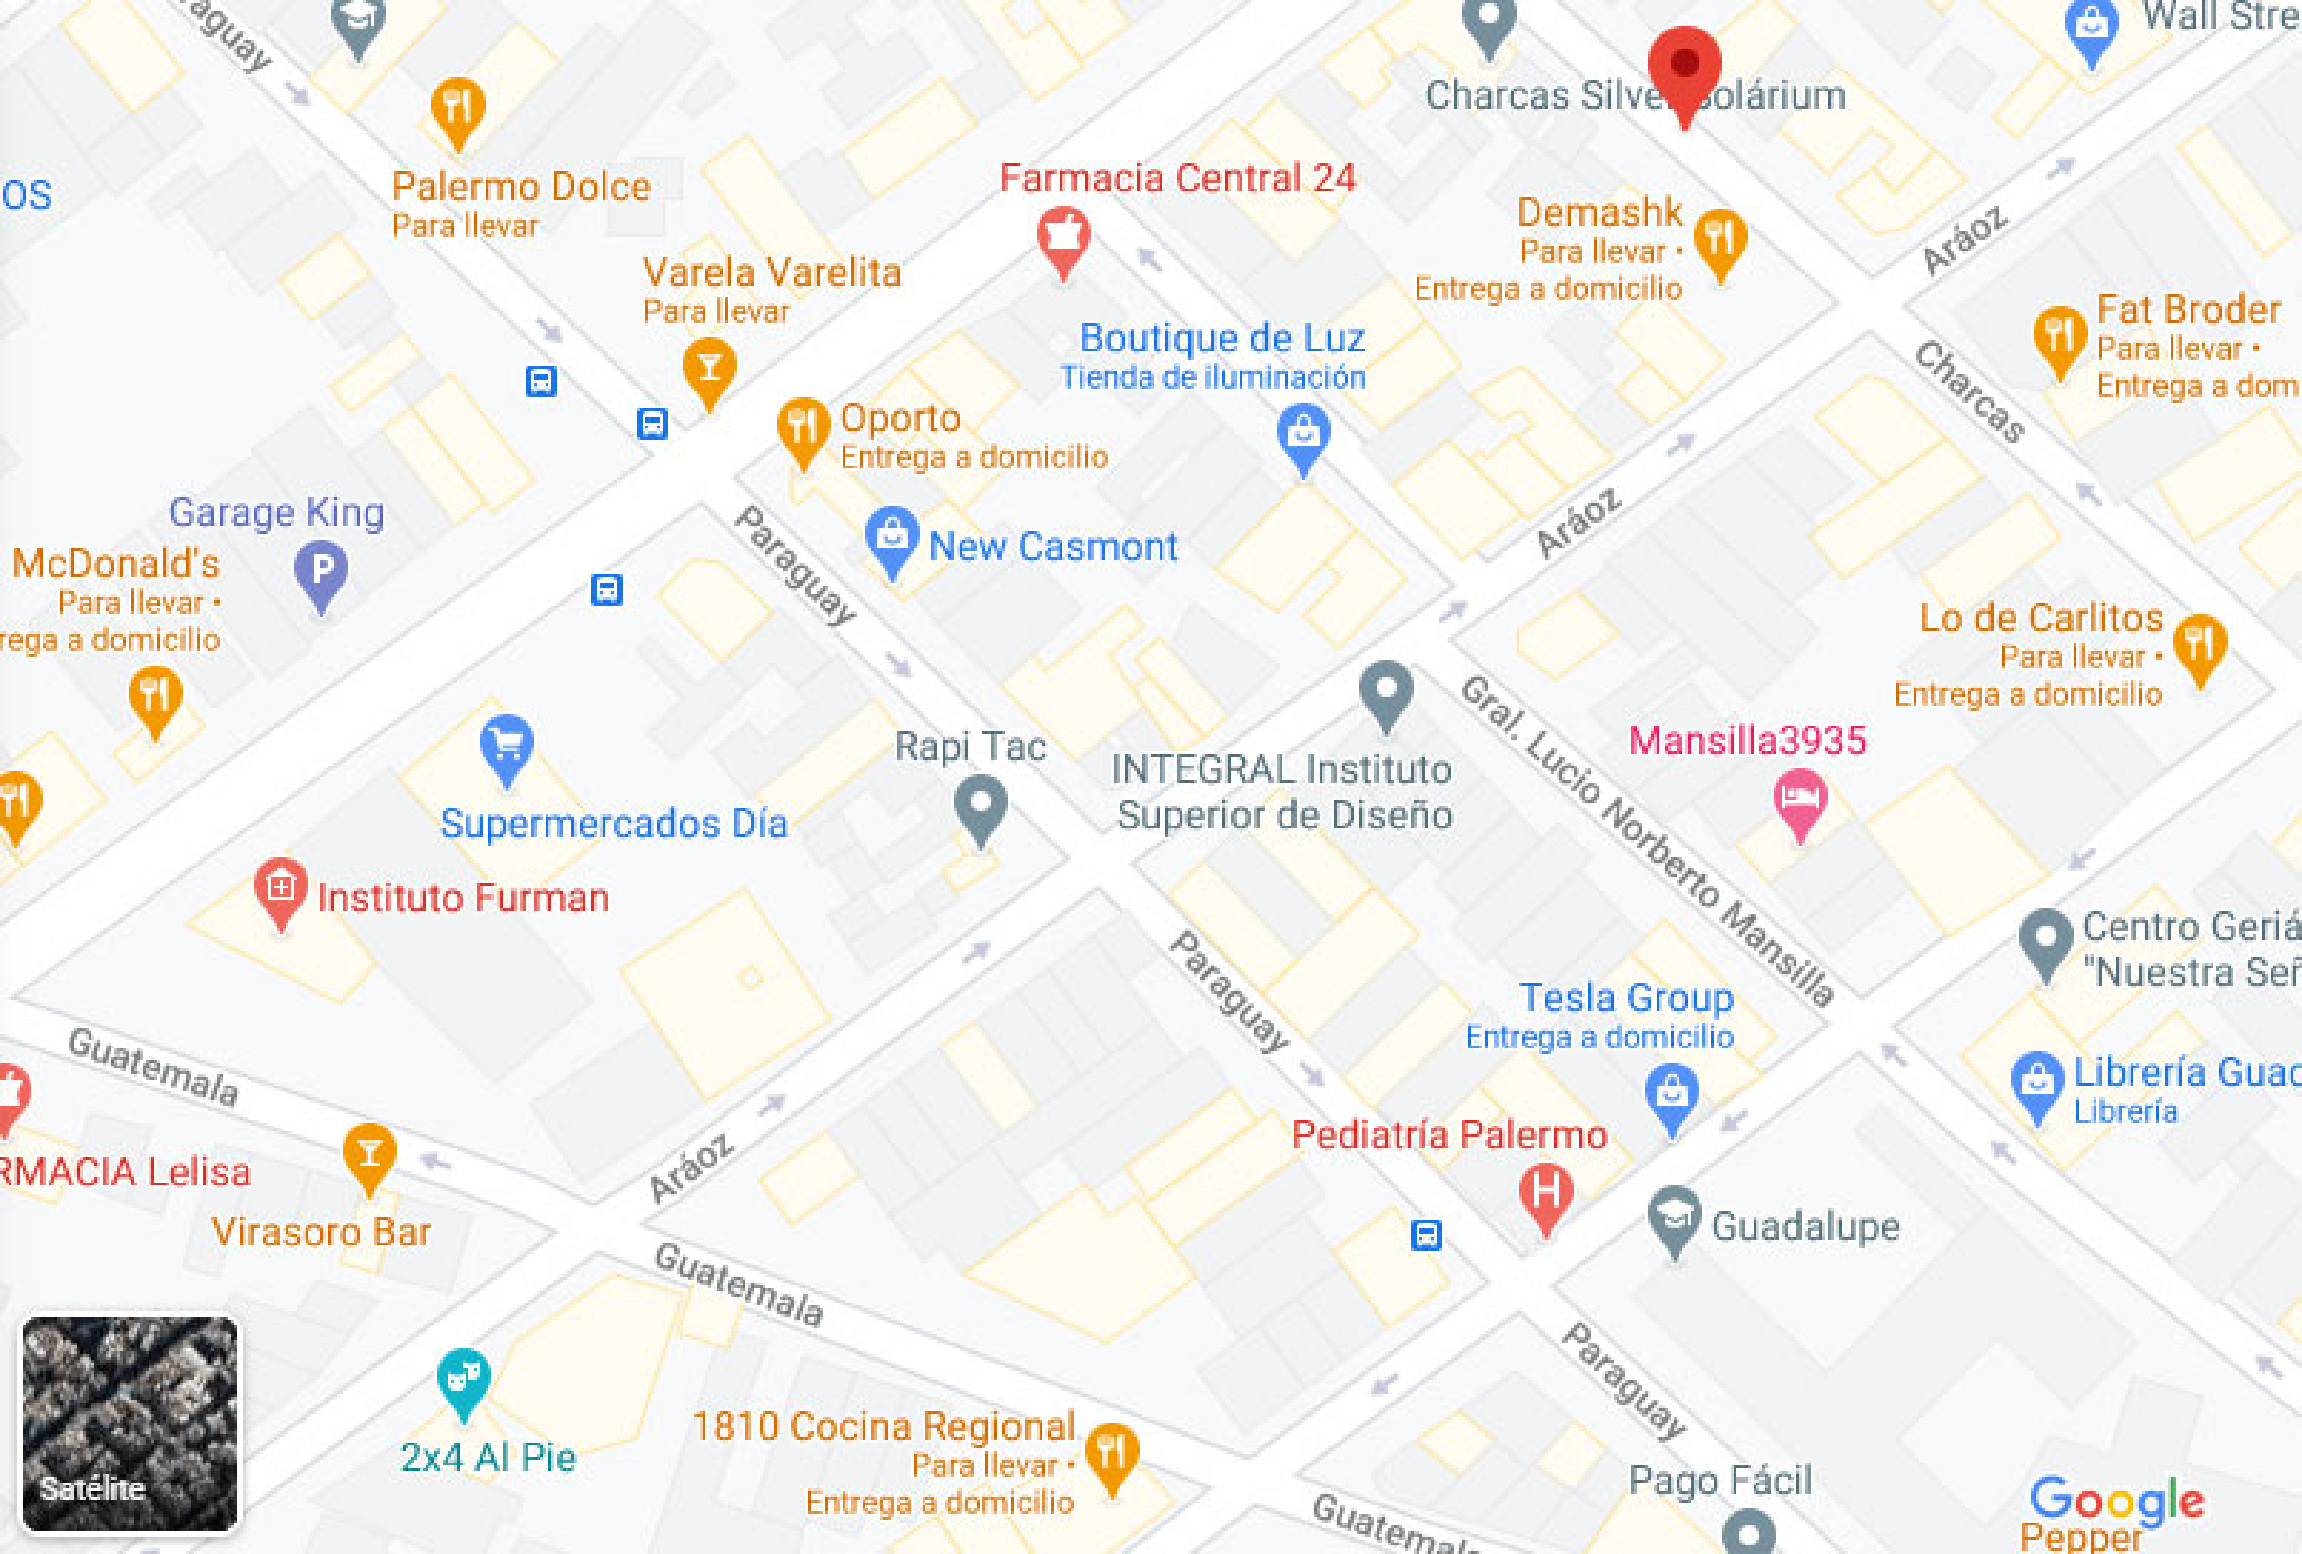 aguay
Wall Stre
Charcas Silver Solárium
OS
Palermo Dolce
Para llevar
Farmacia Central 24
Demashk
Para llevar •
Entrega a domicilio
Aráoz
Varela Varelita
Para llevar
Boutique de Luz
Tienda de iluminación
Fat Broder
Para llevar •
Entrega a dom
Charcas
Oporto
Entrega a domicilio
Garage King
P
Paraguay
New Casmont
Aráoz
McDonald's
Para llevar •
rega a domicilio
Lo de Carlitos
Para llevar •
Entrega a domicilio
Gral. Lucio Norberto Mansilla
Mansilla3935
Rapi Tac
INTEGRAL Instituto
Superior de Diseño
Supermercados Día
Instituto Furman
Centro Geriá
"Nuestra Señ
Paraguay
Tesla Group
Entrega a domicilio
Guatemala
Librería Guad
Librería
Pediatría Palermo
H
RMACIA Lelisa
Aráoz
Virasoro Bar
Guadalupe
Guatemala
Paraguay
2x4 Al Pie
1810 Cocina Regional
Para llevar •
Entrega a domicilio
Satélite
Pago Fácil
Guatemala
Google
Pepper